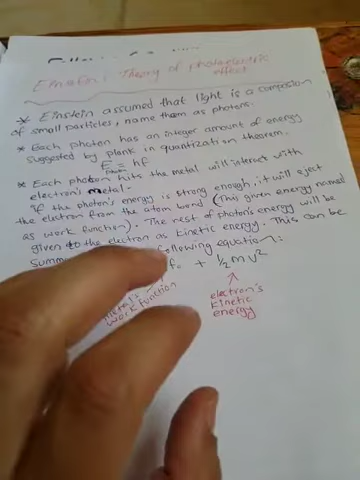 Theory of photoelectric
effect
* Einstein assumed that light is a
of small particles, name them as photons.
* Each photon has an integer amount of energy
suggested by plank in quantization theorem.
E = hf
* Each photon hits the metal will interact with
electron's metal.
If the photon's energy is strong enough, it will eject
the electron from the atom bond (This given energy named
as work function). The rest of photon's energy will be
given to the electron as kinetic energy. This can be
following equation:
f₀ + ½ m v²
metal's
work function
electron's
kinetic
energy